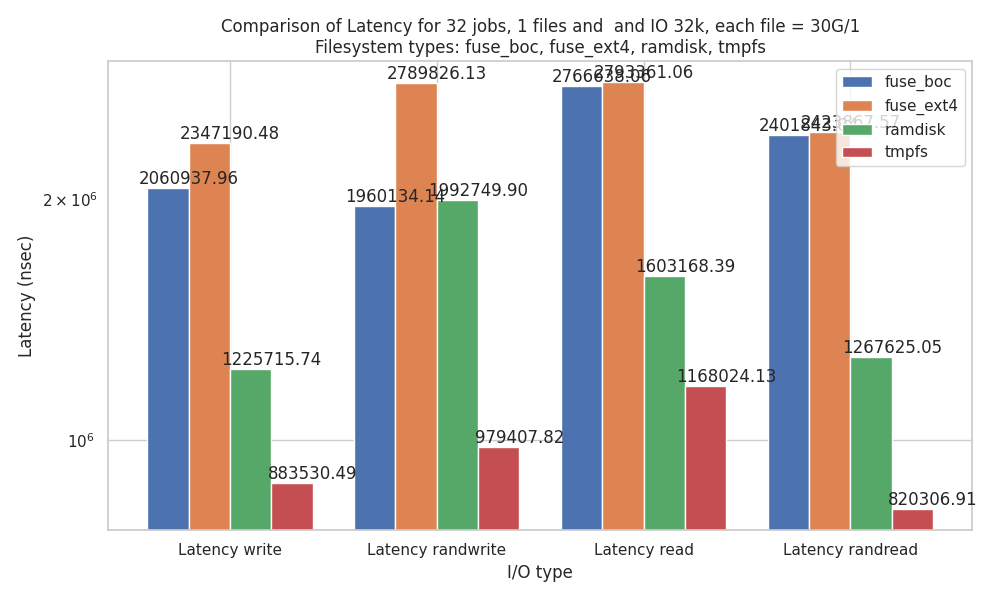 Comparison of Latency for 32 jobs, 1 files and  and IO 32k, each file = 30G/1
Filesystem types: fuse_boc, fuse_ext4, ramdisk, tmpfs
fuse_boc
fuse_ext4
ramdisk
tmpfs
2060937.96
2347190.48
1225715.74
883530.49
1960134.14
2789826.13
1992749.90
979407.82
2793361.06
1603168.39
1168024.13
1267625.05
820306.91
Latency (nsec)
2 × 10⁶
10⁶
Latency write
Latency randwrite
Latency read
Latency randread
I/O type